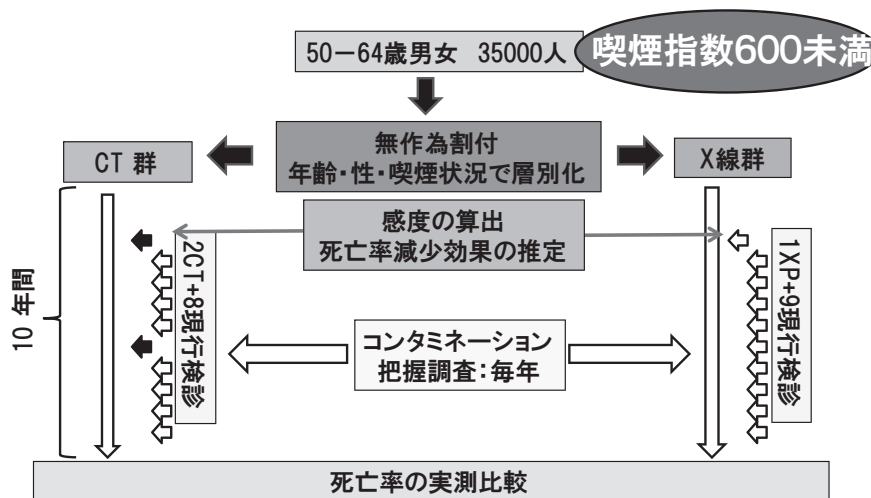 50－64歳男女 35000人
喫煙指数600未満
無作為割付
年齢・性・喫煙状況で層別化
CT 群
X線群
感度の算出
死亡率減少効果の推定
10 年間
2CT+8現行検診
1XP+9現行検診
コンタミネーション
把握調査：毎年
死亡率の実測比較